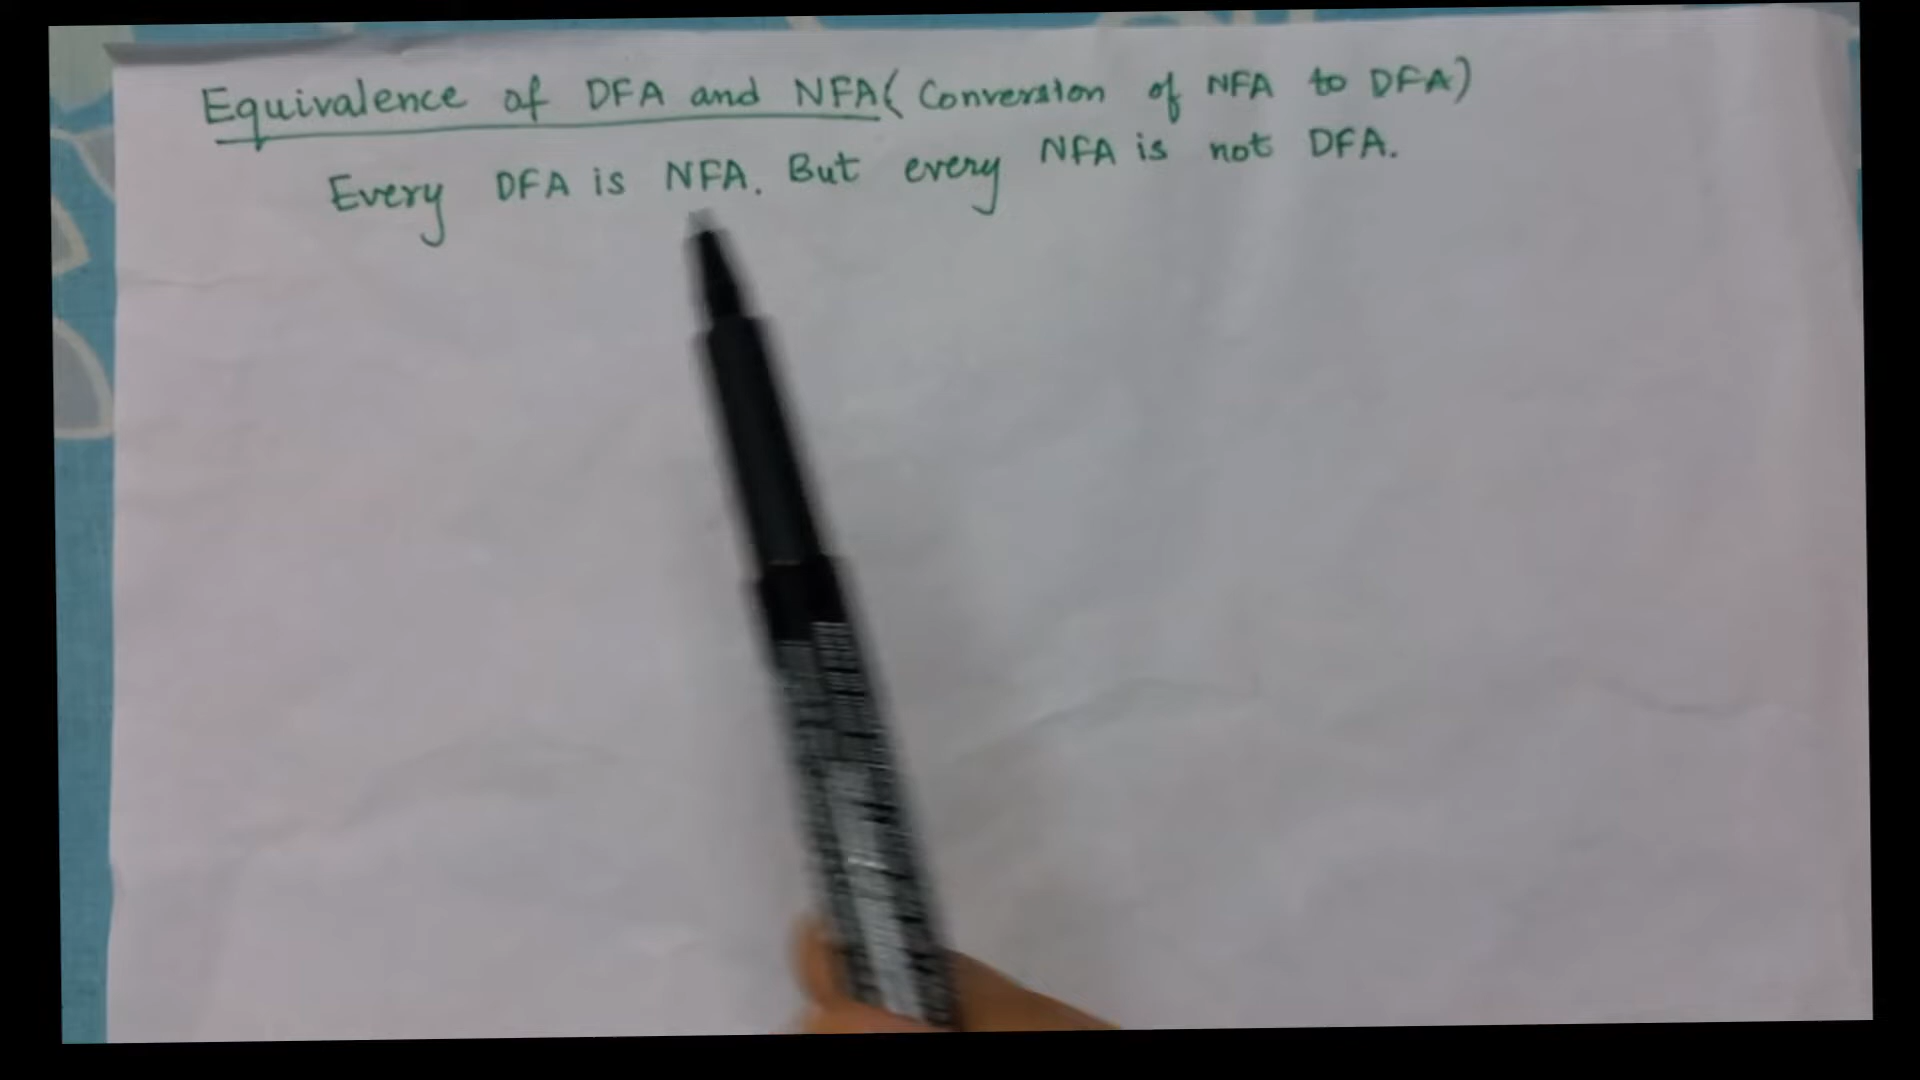 Equivalence of DFA and NFA (Conversion of NFA to DFA)
Every DFA is NFA. But every NFA is not DFA.